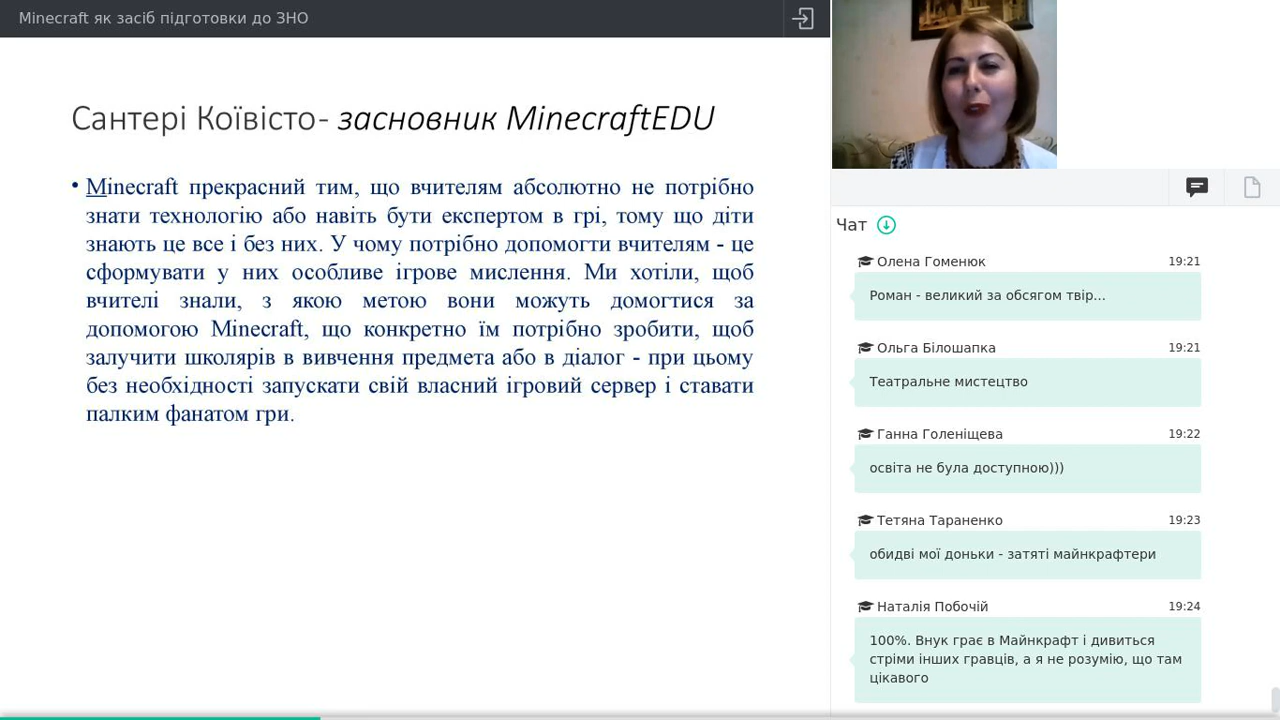 Minecraft як засіб підготовки до ЗНО
Сантері Коївісто- засновник MinecraftEDU
• Minecraft прекрасний тим, що вчителям абсолютно не потрібно
знати технологію або навіть бути експертом в грі, тому що діти
знають це все і без них. У чому потрібно допомогти вчителям - це
сформувати у них особливе ігрове мислення. Ми хотіли, щоб
вчителі знали, з якою метою вони можуть домогтися за
допомогою Minecraft, що конкретно їм потрібно зробити, щоб
залучити школярів в вивчення предмета або в діалог - при цьому
без необхідності запускати свій власний ігровий сервер і ставати
палким фанатом гри.
Чат
Олена Гоменюк 19:21
Роман - великий за обсягом твір...
Ольга Білошапка 19:21
Театральне мистецтво
Ганна Голеніщева 19:22
освіта не була доступною)))
Тетяна Тараненко 19:23
обидві мої доньки - затяті майнкрафтери
Наталія Побочій 19:24
100%. Внук грає в Майнкрафт і дивиться
стріми інших гравців, а я не розумію, що там
цікавого